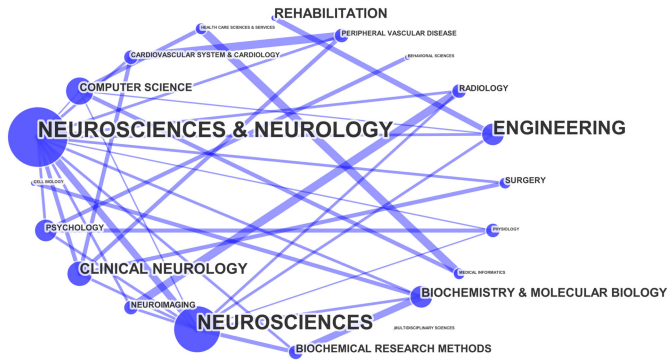 REHABILITATION
HEALTH CARE SCIENCES & SERVICES
PERIPHERAL VASCULAR DISEASE
CARDIOVASCULAR SYSTEM & CARDIOLOGY
BEHAVIORAL SCIENCES
COMPUTER SCIENCE
RADIOLOGY
NEUROSCIENCES & NEUROLOGY
ENGINEERING
CELL BIOLOGY
SURGERY
PSYCHOLOGY
PHYSIOLOGY
CLINICAL NEUROLOGY
MEDICAL INFORMATICS
BIOCHEMISTRY & MOLECULAR BIOLOGY
NEUROIMAGING
NEUROSCIENCES
MULTIDISCIPLINARY SCIENCES
BIOCHEMICAL RESEARCH METHODS